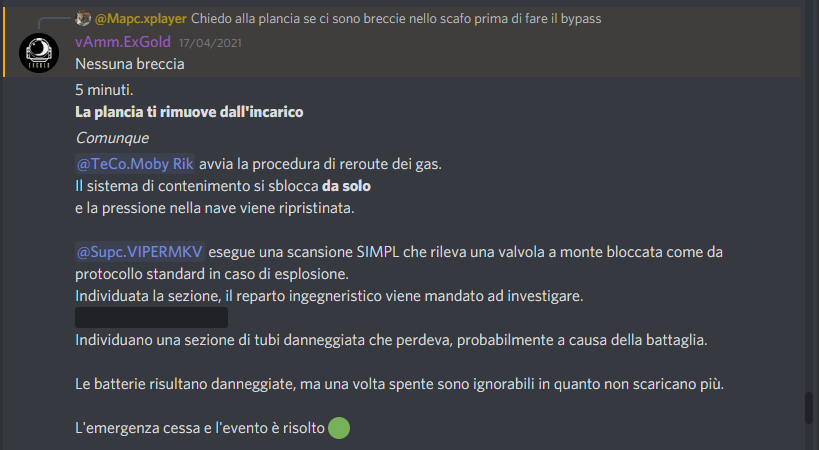 @Mapc.xplayer Chiedo alla plancia se ci sono breccie nello scafo prima di fare il bypass
vAmm.ExGold 17/04/2021
Nessuna breccia
5 minuti.
La plancia ti rimuove dall'incarico
Comunque
@TeCo.Moby Rik avvia la procedura di reroute dei gas.
Il sistema di contenimento si sblocca da solo
e la pressione nella nave viene ripristinata.
@Supc.VIPERMKV esegue una scansione SIMPL che rileva una valvola a monte bloccata come da
protocollo standard in caso di esplosione.
Individuata la sezione, il reparto ingegneristico viene mandato ad investigare.
Individuano una sezione di tubi danneggiata che perdeva, probabilmente a causa della battaglia.
Le batterie risultano danneggiate, ma una volta spente sono ignorabili in quanto non scaricano più.
L'emergenza cessa e l'evento è risolto